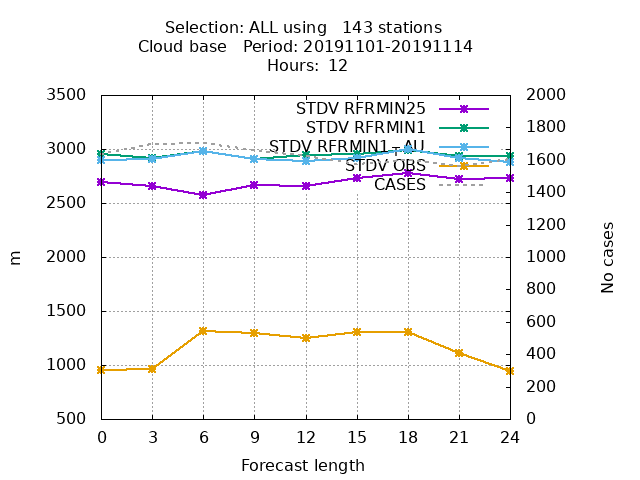 Selection: ALL using   143 stations
Cloud base   Period: 20191101-20191114
Hours:  12
3500
3000
2500
2000
1500
1000
500
m
STDV RFRMIN25
STDV RFRMIN1
STDV RFRMIN1-AU
STDV OBS
CASES
2000
1800
1600
1400
1200
1000
800
600
400
200
0
No cases
0 3 6 9 12 15 18 21 24
Forecast length